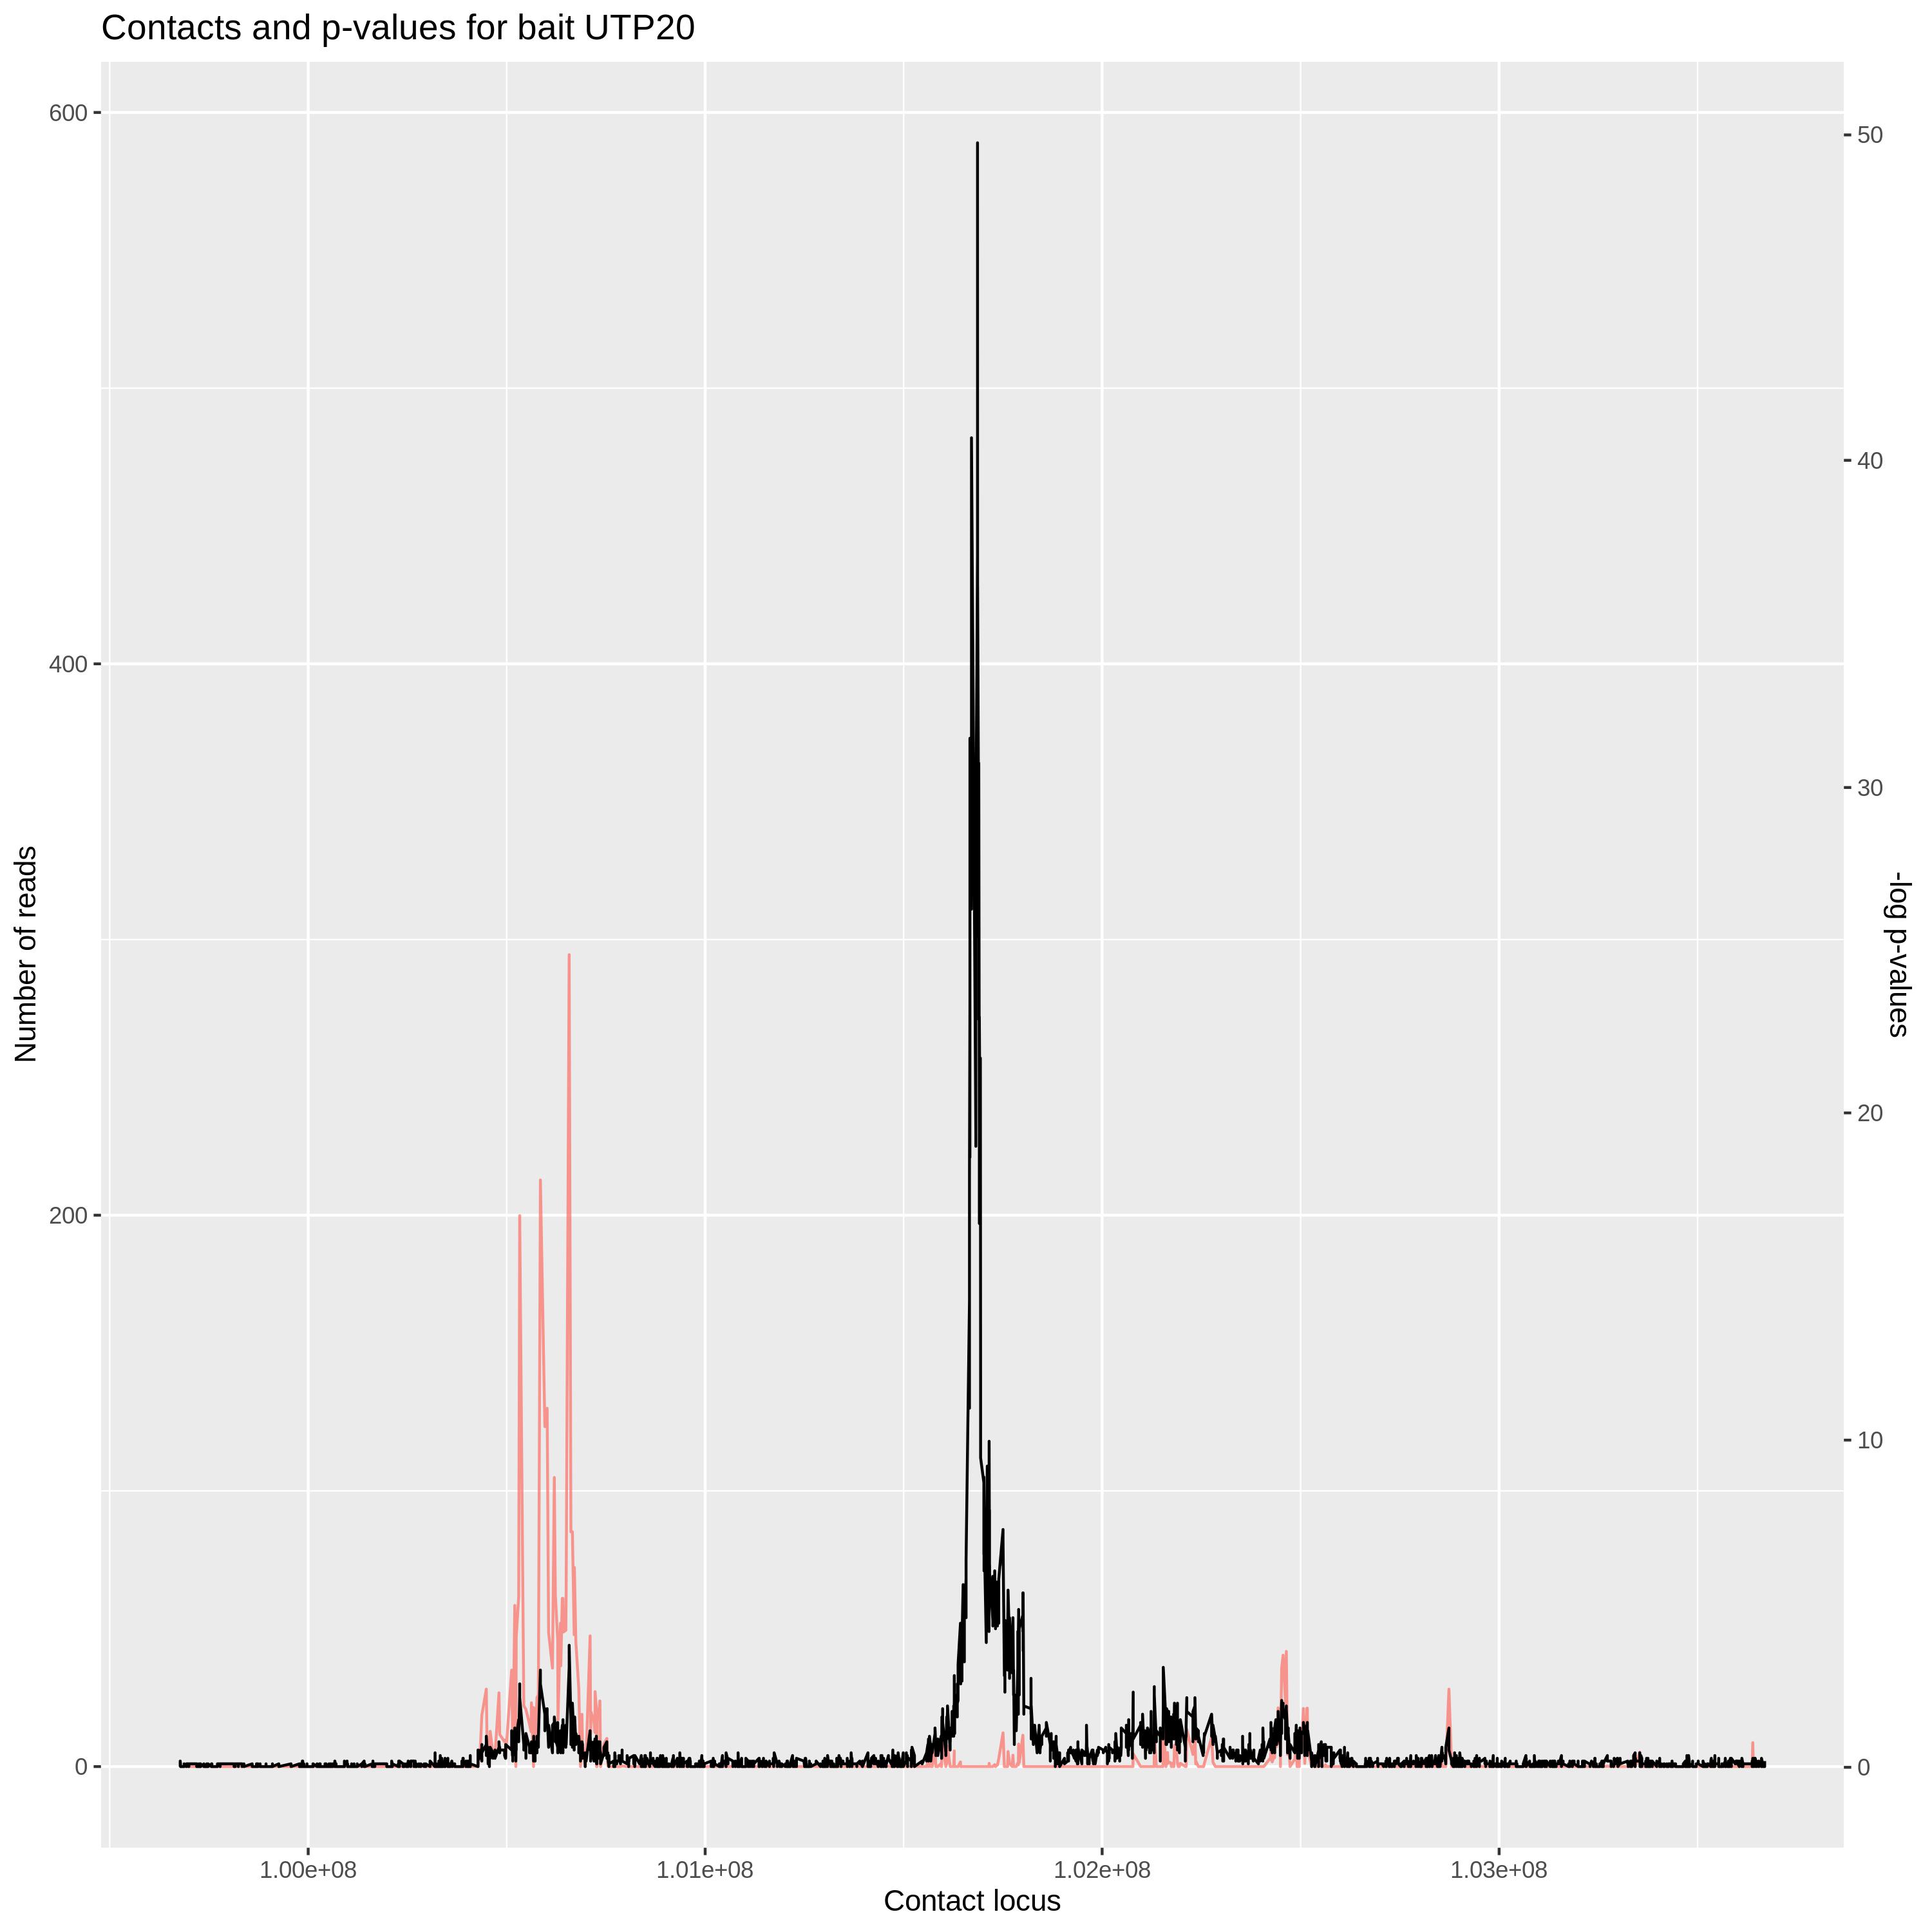 Contacts and p-values for bait UTP20
600
400
200
0
Number of reads
50
40
30
20
10
0
-log p-values
1.00e+08
1.01e+08
1.02e+08
1.03e+08
Contact locus